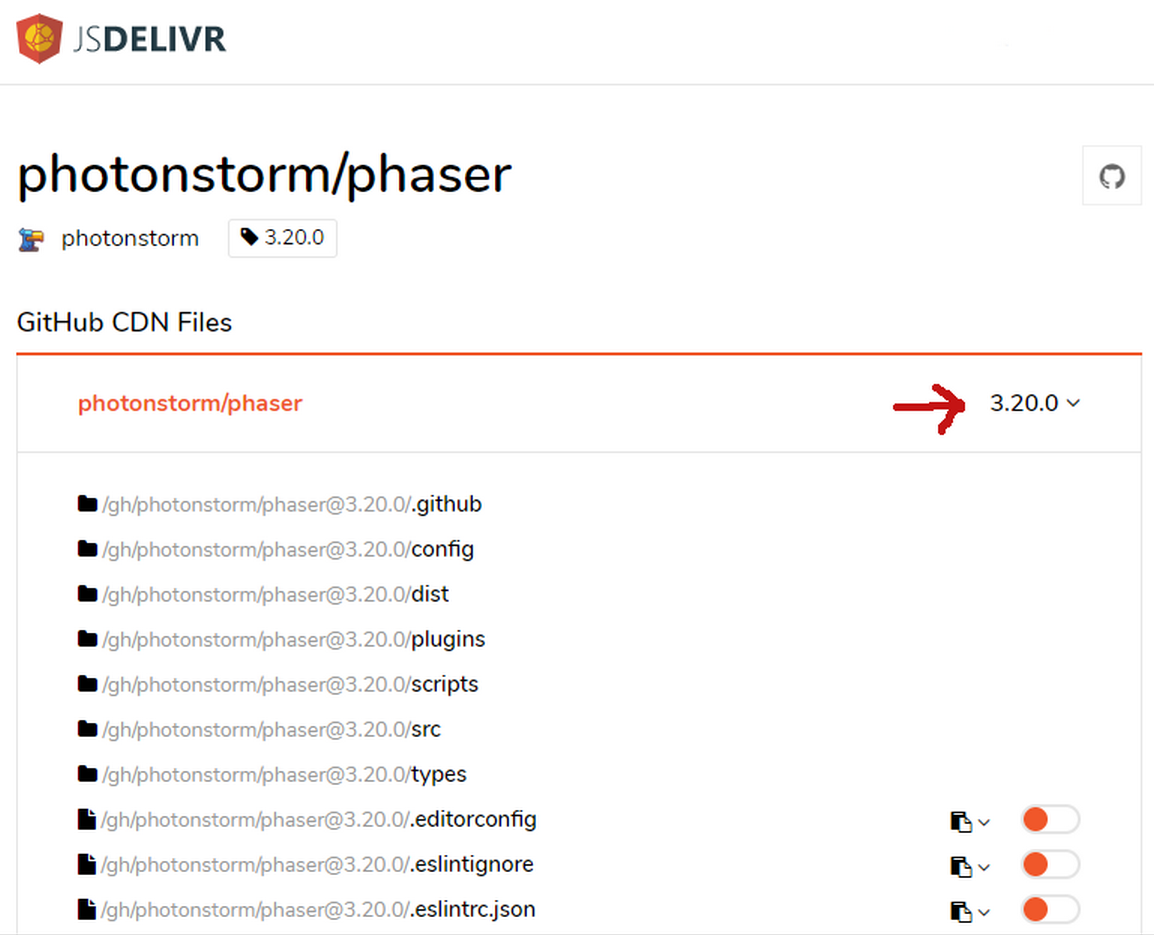 JSDELIVR
photonstorm/phaser
photonstorm 3.20.0
GitHub CDN Files
photonstorm/phaser 3.20.0
/gh/photonstorm/phaser@3.20.0/.github
/gh/photonstorm/phaser@3.20.0/config
/gh/photonstorm/phaser@3.20.0/dist
/gh/photonstorm/phaser@3.20.0/plugins
/gh/photonstorm/phaser@3.20.0/scripts
/gh/photonstorm/phaser@3.20.0/src
/gh/photonstorm/phaser@3.20.0/types
/gh/photonstorm/phaser@3.20.0/.editorconfig
/gh/photonstorm/phaser@3.20.0/.eslintignore
/gh/photonstorm/phaser@3.20.0/.eslintrc.json